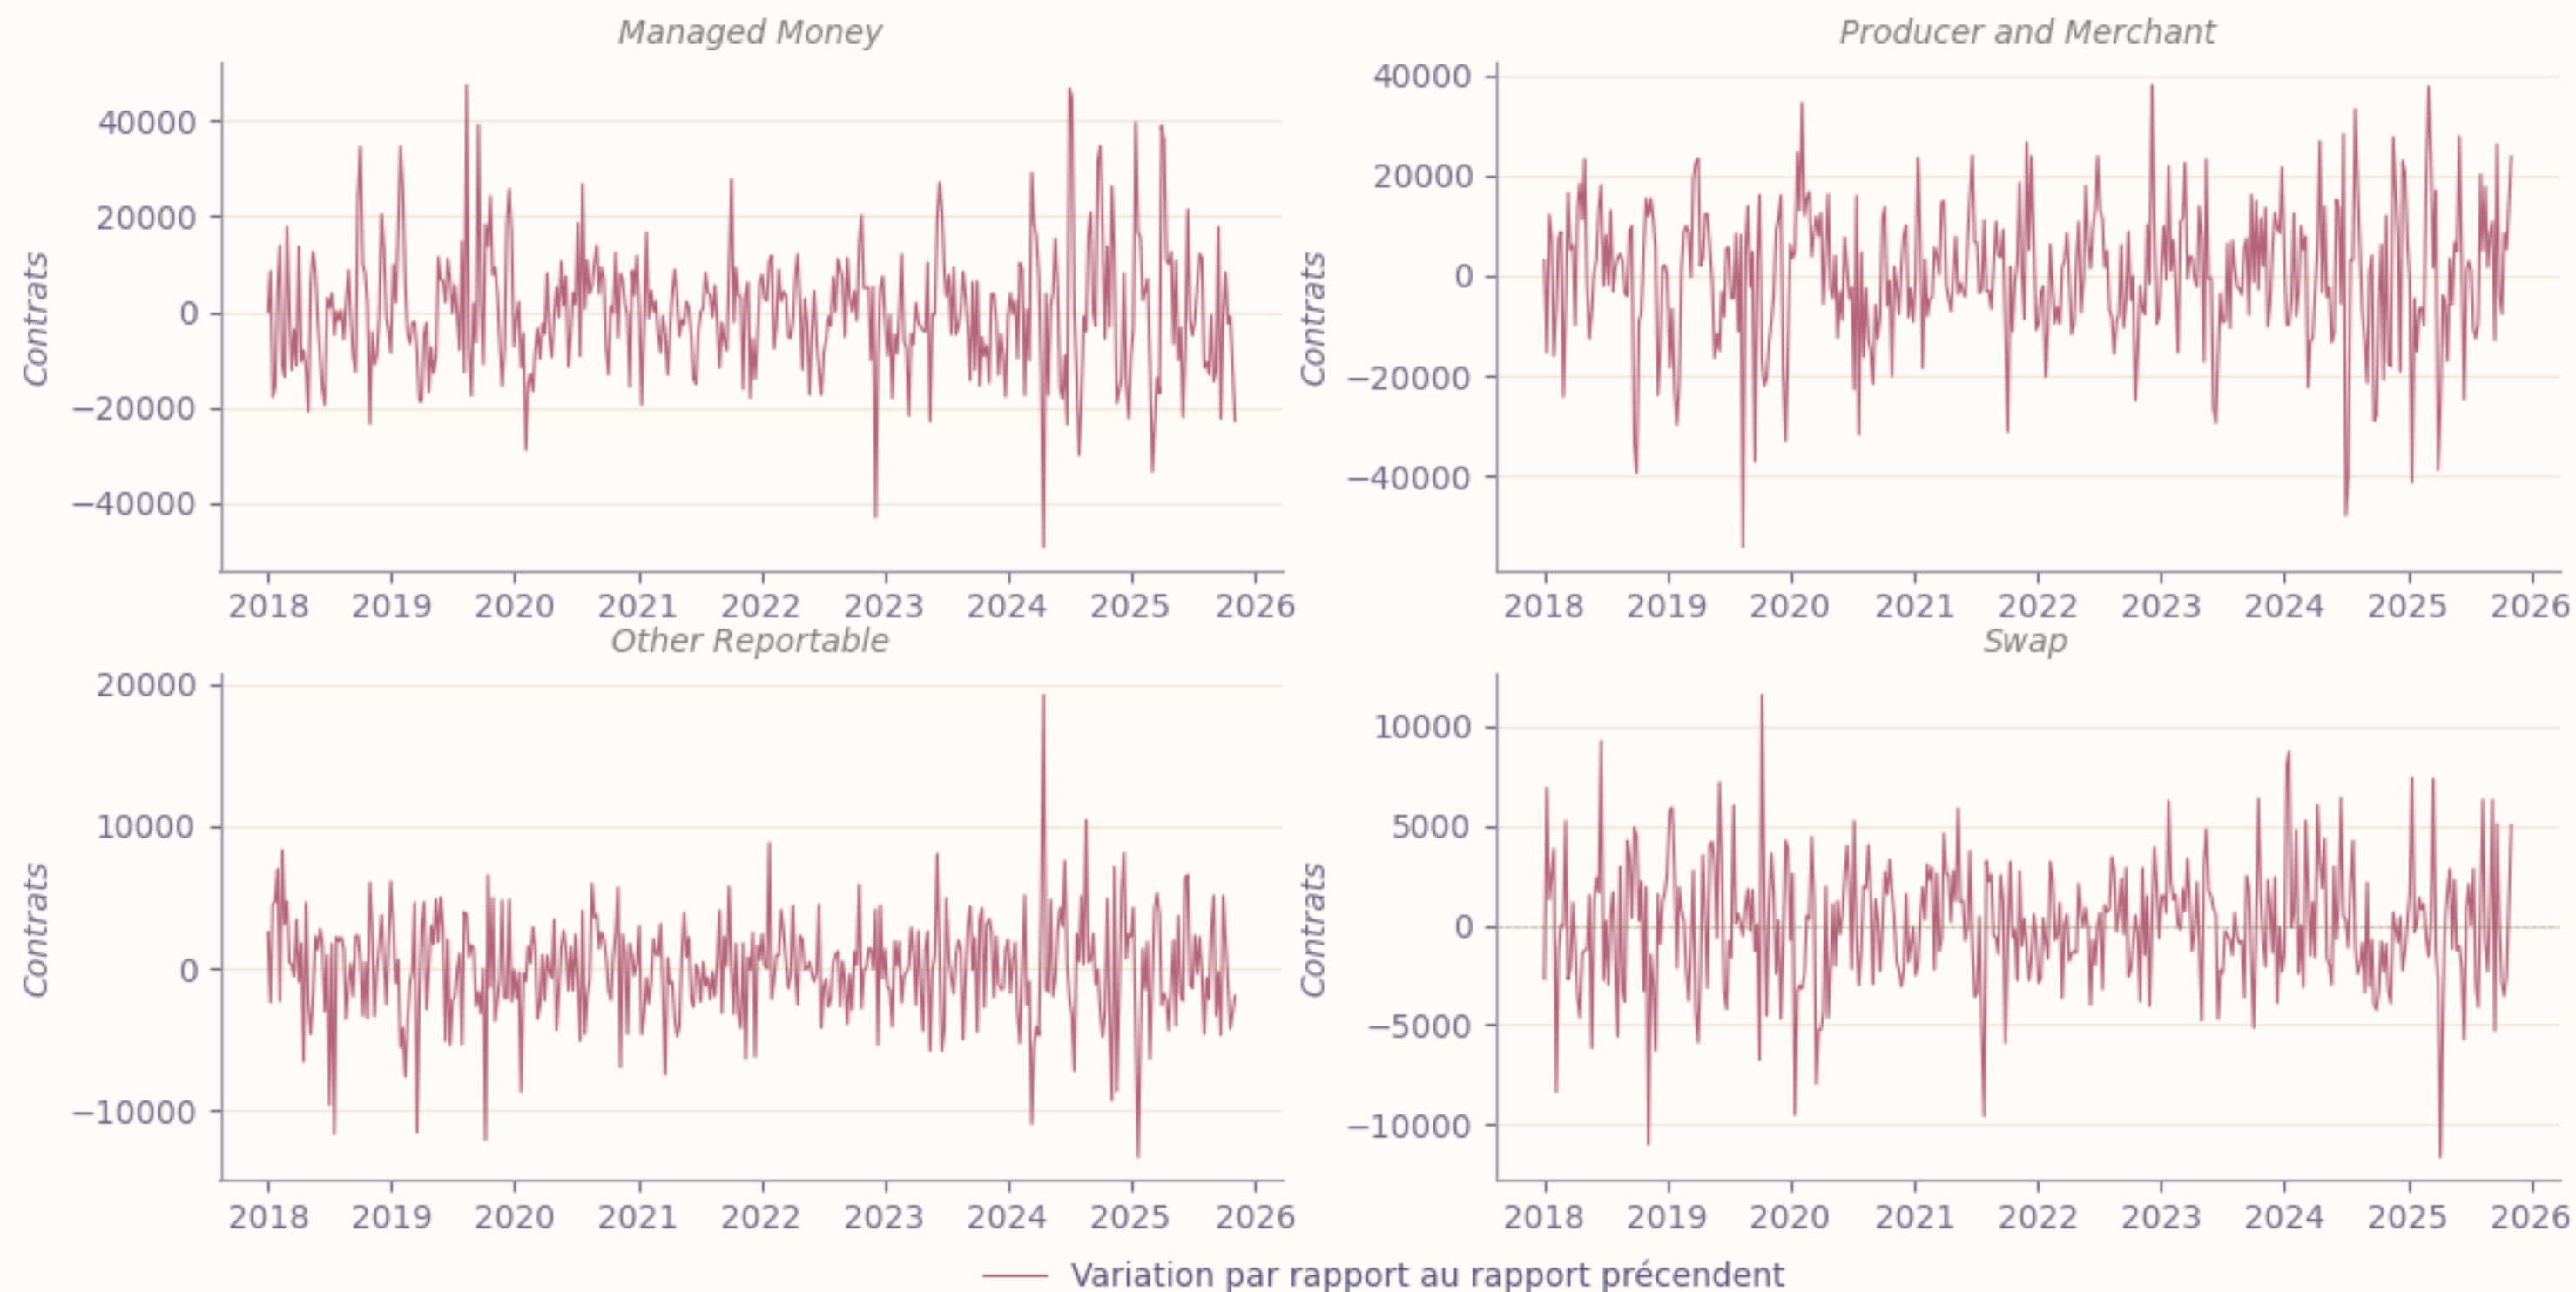 Managed Money
Producer and Merchant
40000
20000
0
−20000
−40000
Contrats
2018 2019 2020 2021 2022 2023 2024 2025 2026
40000
20000
0
−20000
−40000
Contrats
2018 2019 2020 2021 2022 2023 2024 2025 2026
Other Reportable
Swap
20000
10000
0
−10000
Contrats
2018 2019 2020 2021 2022 2023 2024 2025 2026
10000
5000
0
−5000
−10000
Contrats
2018 2019 2020 2021 2022 2023 2024 2025 2026
Variation par rapport au rapport précendent